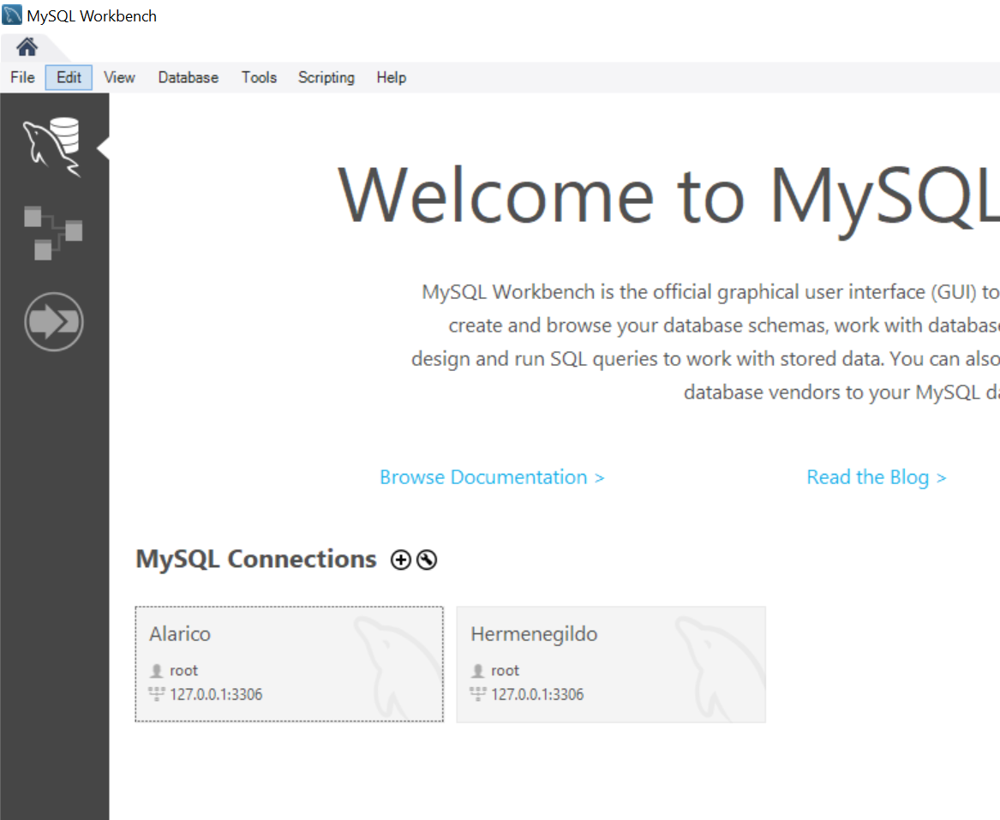 MySQL Workbench
File Edit View Database Tools Scripting Help
Welcome to MySQL
MySQL Workbench is the official graphical user interface (GUI) to
create and browse your database schemas, work with database
design and run SQL queries to work with stored data. You can also
database vendors to your MySQL da
Browse Documentation > Read the Blog >
MySQL Connections
Alarico Hermenegildo
root root
127.0.0.1:3306 127.0.0.1:3306